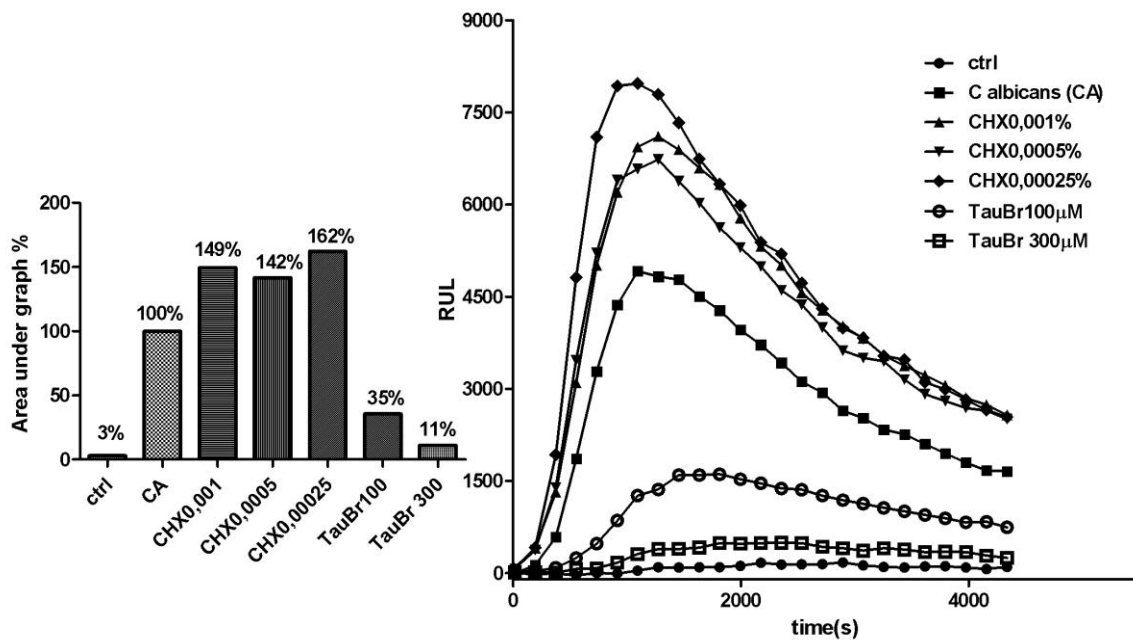 Area under graph %
200
150
100
50
0
3%
100%
149%
142%
162%
35%
11%
ctrl
CA
CHX0,001
CHX0,0005
CHX0,00025
TauBr100
TauBr 300
RUL
9000
7500
6000
4500
3000
1500
0
0
2000
4000
time(s)
ctrl
C albicans (CA)
CHX0,001%
CHX0,0005%
CHX0,00025%
TauBr100μM
TauBr 300μM